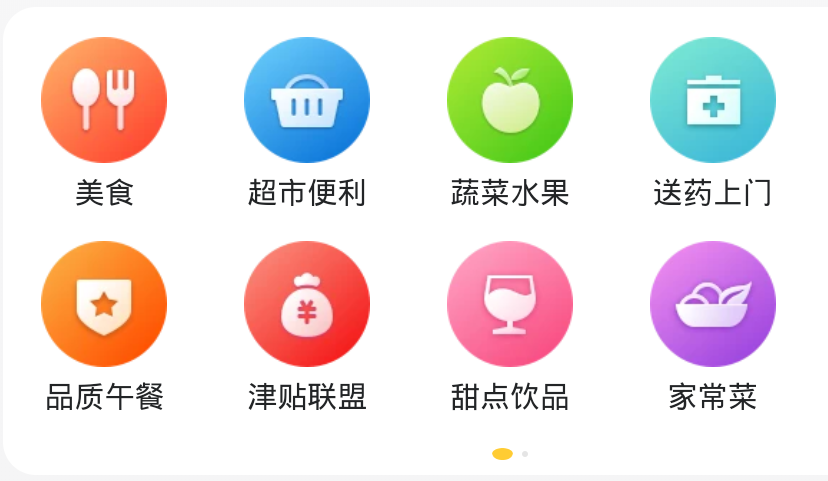 美食
超市便利
蔬菜水果
送药上门
品质午餐
津贴联盟
甜点饮品
家常菜